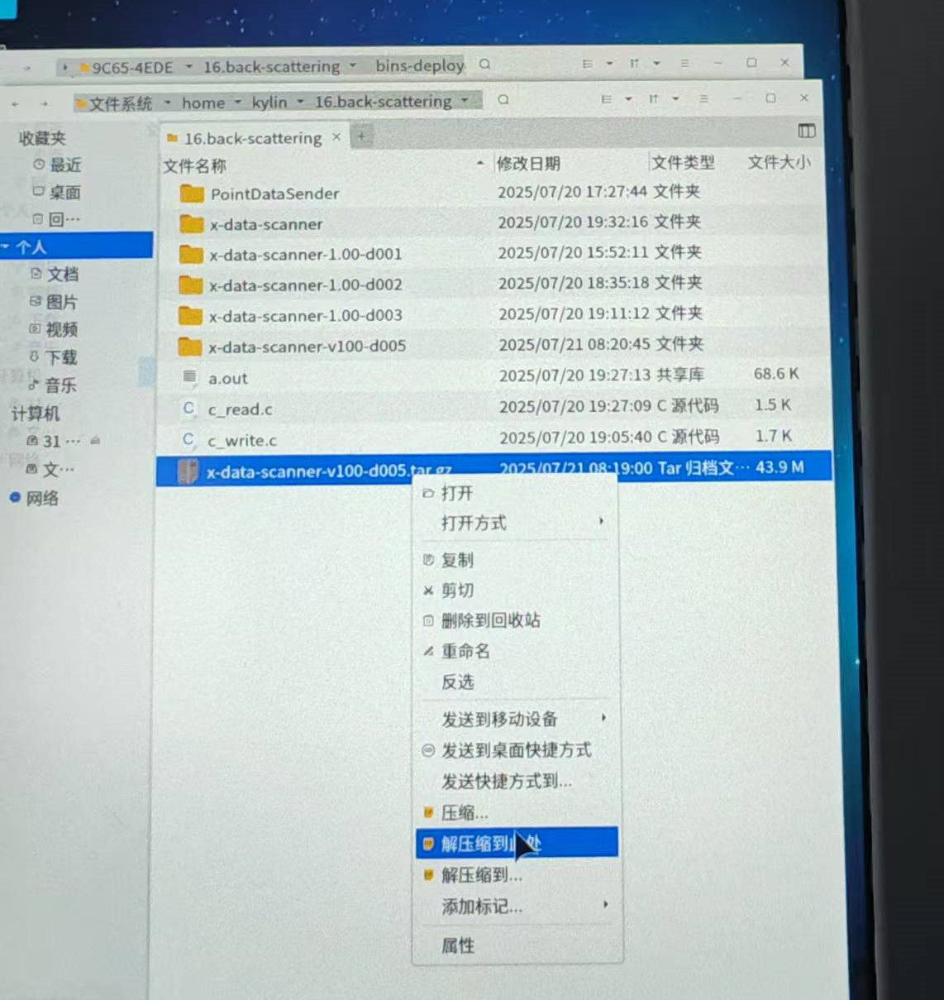 9C65-4EDE 16.back-scattering bins-deploy
文件系统 home kylin 16.back-scattering
收藏夹
最近
桌面
回…
个人
文档
图片
视频
下载
音乐
计算机
31 …
文…
网络
16.back-scattering × +
文件名称 修改日期 文件类型 文件大小
PointDataSender 2025/07/20 17:27:44 文件夹
x-data-scanner 2025/07/20 19:32:16 文件夹
x-data-scanner-1.00-d001 2025/07/20 15:52:11 文件夹
x-data-scanner-1.00-d002 2025/07/20 18:35:18 文件夹
x-data-scanner-1.00-d003 2025/07/20 19:11:12 文件夹
x-data-scanner-v100-d005 2025/07/21 08:20:45 文件夹
a.out 2025/07/20 19:27:13 共享库 68.6 K
c_read.c 2025/07/20 19:27:09 C 源代码 1.5 K
c_write.c 2025/07/20 19:05:40 C 源代码 1.7 K
x-data-scanner-v100-d005.tar.gz 2025/07/21 08:19:00 Tar 归档文… 43.9 M
打开
打开方式
复制
剪切
删除到回收站
重命名
反选
发送到移动设备
发送到桌面快捷方式
发送快捷方式到...
压缩...
解压缩到此处
解压缩到...
添加标记...
属性